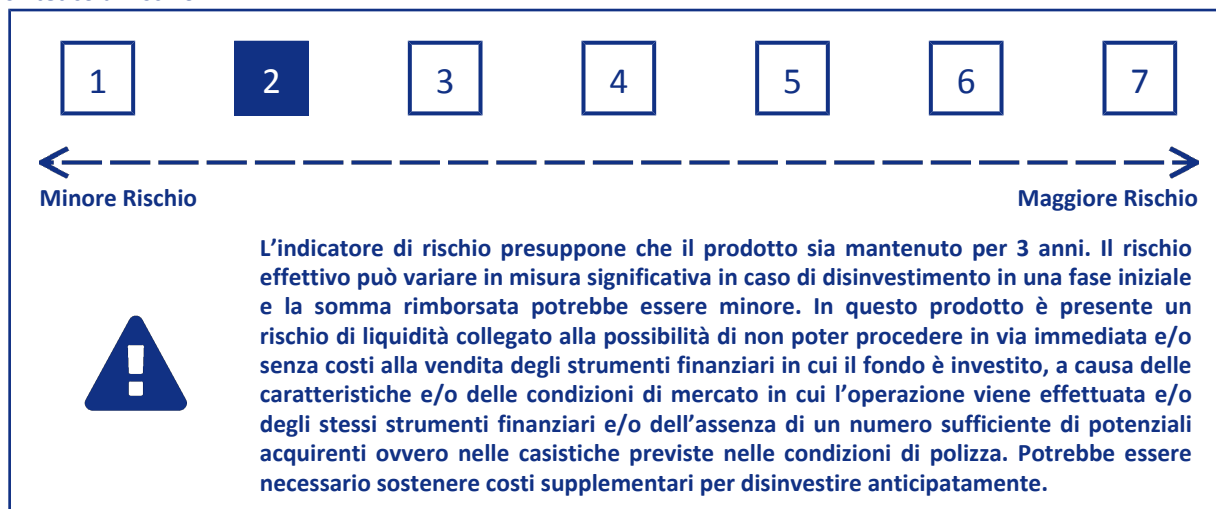 1 2 3 4 5 6 7
Minore Rischio Maggiore Rischio
L’indicatore di rischio presuppone che il prodotto sia mantenuto per 3 anni. Il rischio
effettivo può variare in misura significativa in caso di disinvestimento in una fase iniziale
e la somma rimborsata potrebbe essere minore. In questo prodotto è presente un
rischio di liquidità collegato alla possibilità di non poter procedere in via immediata e/o
senza costi alla vendita degli strumenti finanziari in cui il fondo è investito, a causa delle
caratteristiche e/o delle condizioni di mercato in cui l’operazione viene effettuata e/o
degli stessi strumenti finanziari e/o dell’assenza di un numero sufficiente di potenziali
acquirenti ovvero nelle casistiche previste nelle condizioni di polizza. Potrebbe essere
necessario sostenere costi supplementari per disinvestire anticipatamente.